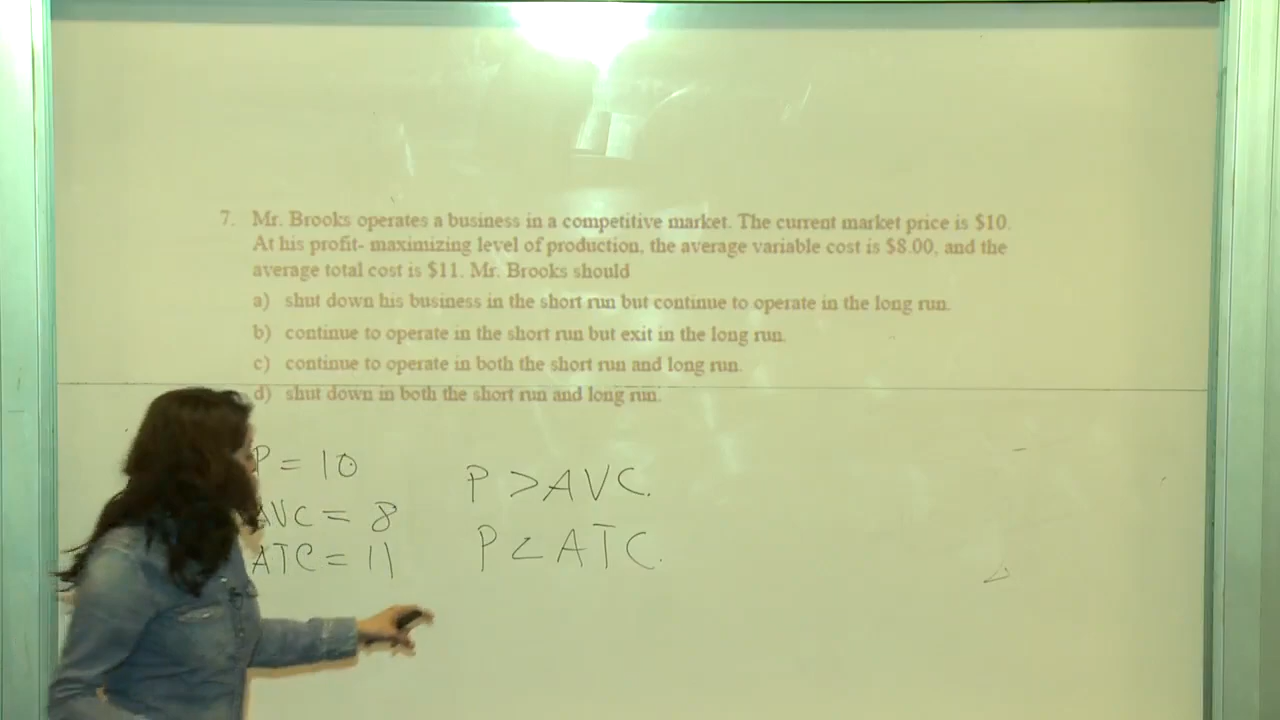 7. Mr. Brooks operates a business in a competitive market. The current market price is $10.
At his profit- maximizing level of production, the average variable cost is $8.00, and the
average total cost is $11. Mr. Brooks should
a) shut down his business in the short run but continue to operate in the long run.
b) continue to operate in the short run but exit in the long run.
c) continue to operate in both the short run and long run.
d) shut down in both the short run and long run.
P = 10
AVC = 8
ATC = 11
P > AVC.
P < ATC.